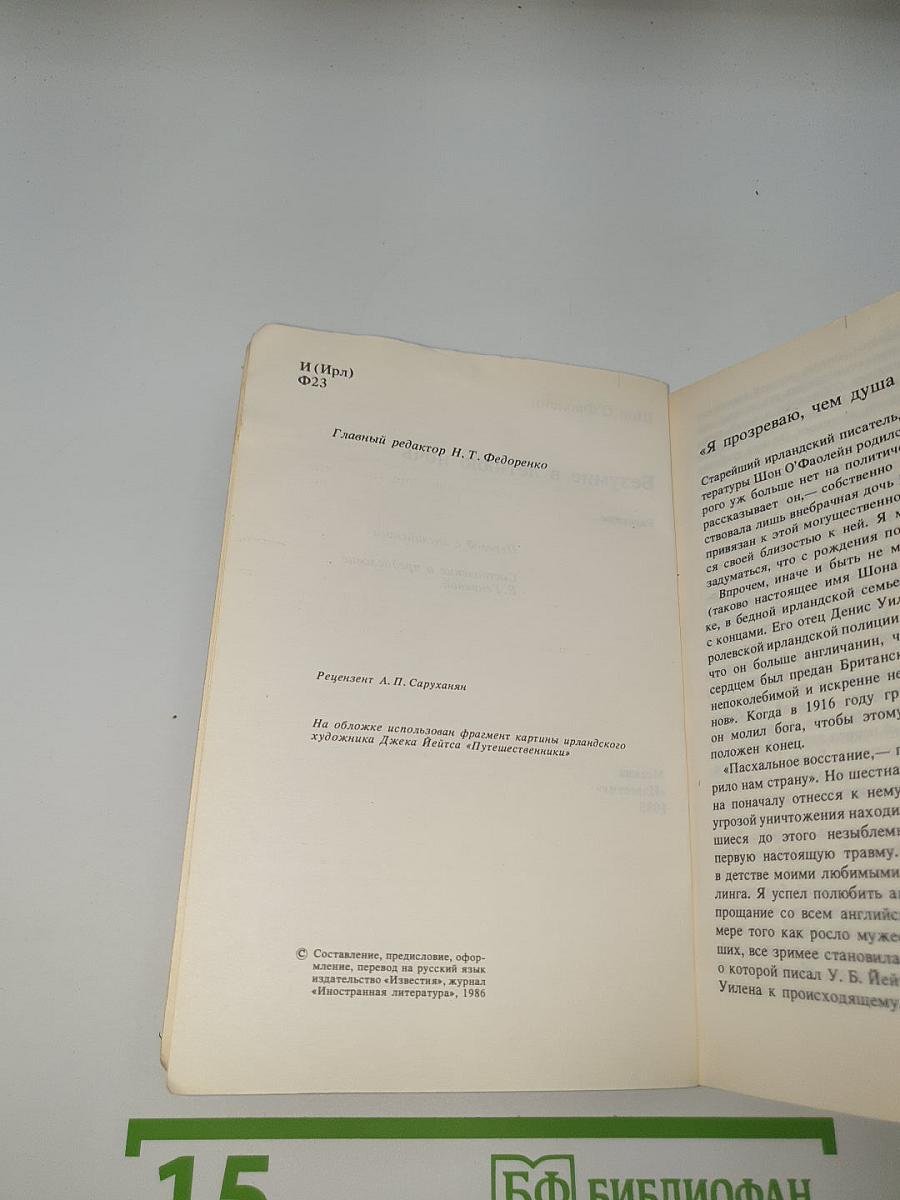 И (Ирл)
Ф23
Главный редактор Н. Т. Федоренко
Рецензент А. П. Саруханян
На обложке использован фрагмент картины ирландского
художника Джека Йейтса «Путешественники»
© Составление, предисловие, офор-
мление, перевод на русский язык
издательство «Известия», журнал
«Иностранная литература», 1986
«Я прозреваю, чем душа
Старейший ирландский писатель,
тературы Шон О'Фаолейн родилс
рого уж больше нет на политиче
рассказывает он,— собственно
ствовала лишь внебрачная дочь
привязан к этой могущественно
ся своей близостью к ней. Я м
задуматься, что с рождения по
Впрочем, иначе и быть не м
(таково настоящее имя Шона
ке, в бедной ирландской семье
с концами. Его отец Денис Уил
ролевской ирландской полиции
что он больше англичанин, ч
сердцем был предан Британск
непоколебимой и искренне не
нов». Когда в 1916 году гр
он молил бога, чтобы этому
положен конец.
«Пасхальное восстание,— п
рило нам страну». Но шестна
на поначалу отнесся к нему
угрозой уничтожения находи
шиеся до этого незыблем
первую настоящую травму.
в детстве моими любимыми
линга. Я успел полюбить а
прощание со всем английс
мере того как росло муже
ших, все зримее становила
о которой писал У. Б. Йей
Уилена к происходящему.
15
БФ БИБЛИОФАН